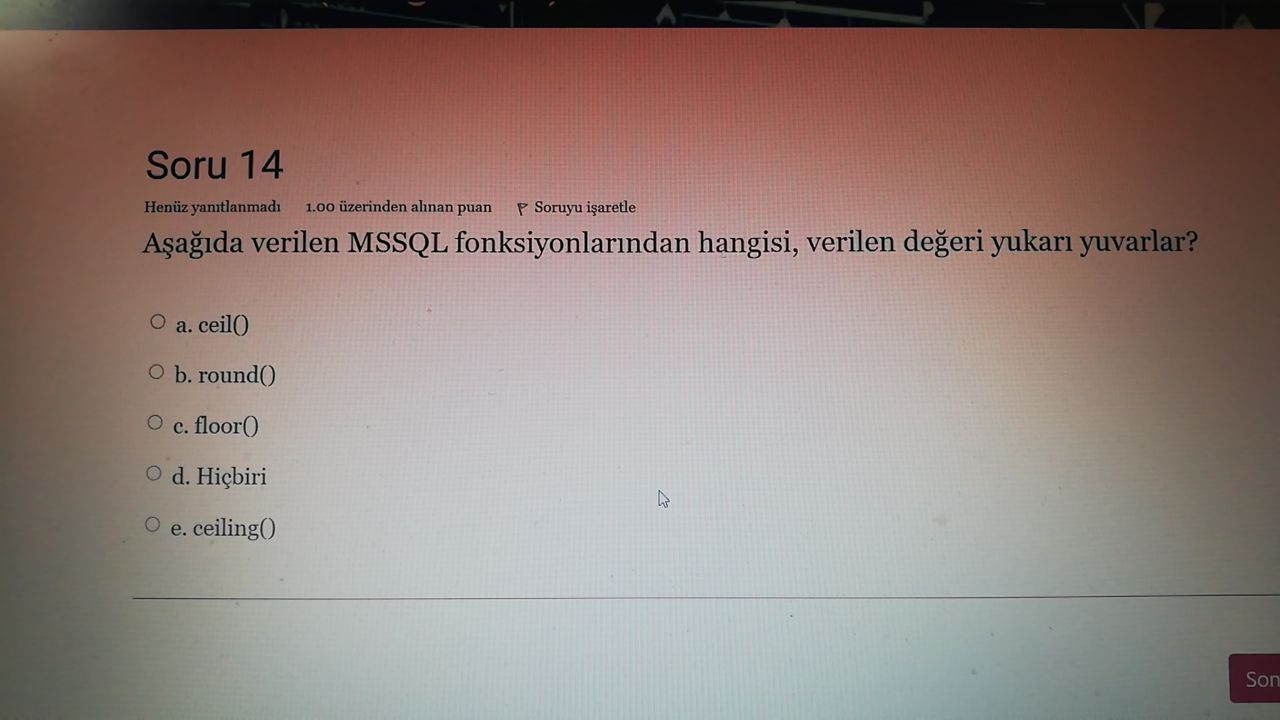 Soru 14
Henüz yanıtlanmadı 1.00 üzerinden alınan puan Soruyu işaretle
Aşağıda verilen MSSQL fonksiyonlarından hangisi, verilen değeri yukarı yuvarlar?
a. ceil()
b. round()
c. floor()
d. Hiçbiri
e. ceiling()